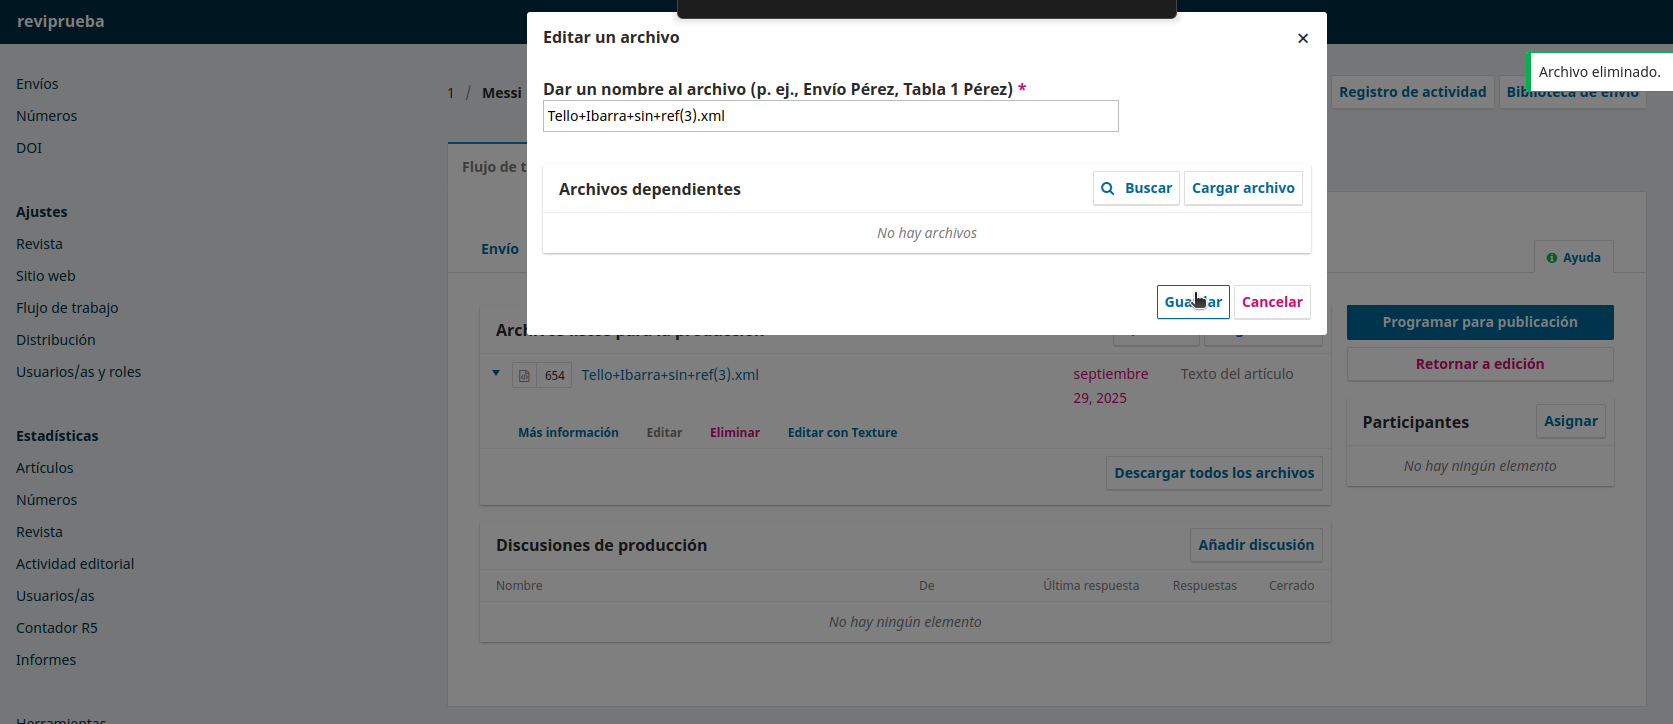 reviprueba
Editar un archivo
×
Archivo eliminado.
Envíos
Números
DOI
Ajustes
Revista
Sitio web
Flujo de trabajo
Distribución
Usuarios/as y roles
Estadísticas
Artículos
Números
Revista
Actividad editorial
Usuarios/as
Contador R5
Informes
Herramientas
1 / Messi
Registro de actividad
Biblioteca de envío
Dar un nombre al archivo (p. ej., Envío Pérez, Tabla 1 Pérez) *
Tello+Ibarra+sin+ref(3).xml
Flujo de t
Archivos dependientes
Buscar
Cargar archivo
No hay archivos
Envío
Ayuda
Guardar
Cancelar
Archivos listos para la producción
Tello+Ibarra+sin+ref(3).xml
654
septiembre
29, 2025
Texto del artículo
Más información
Editar
Eliminar
Editar con Texture
Descargar todos los archivos
Programar para publicación
Retornar a edición
Participantes
Asignar
No hay ningún elemento
Discusiones de producción
Añadir discusión
Nombre
De
Última respuesta
Respuestas
Cerrado
No hay ningún elemento